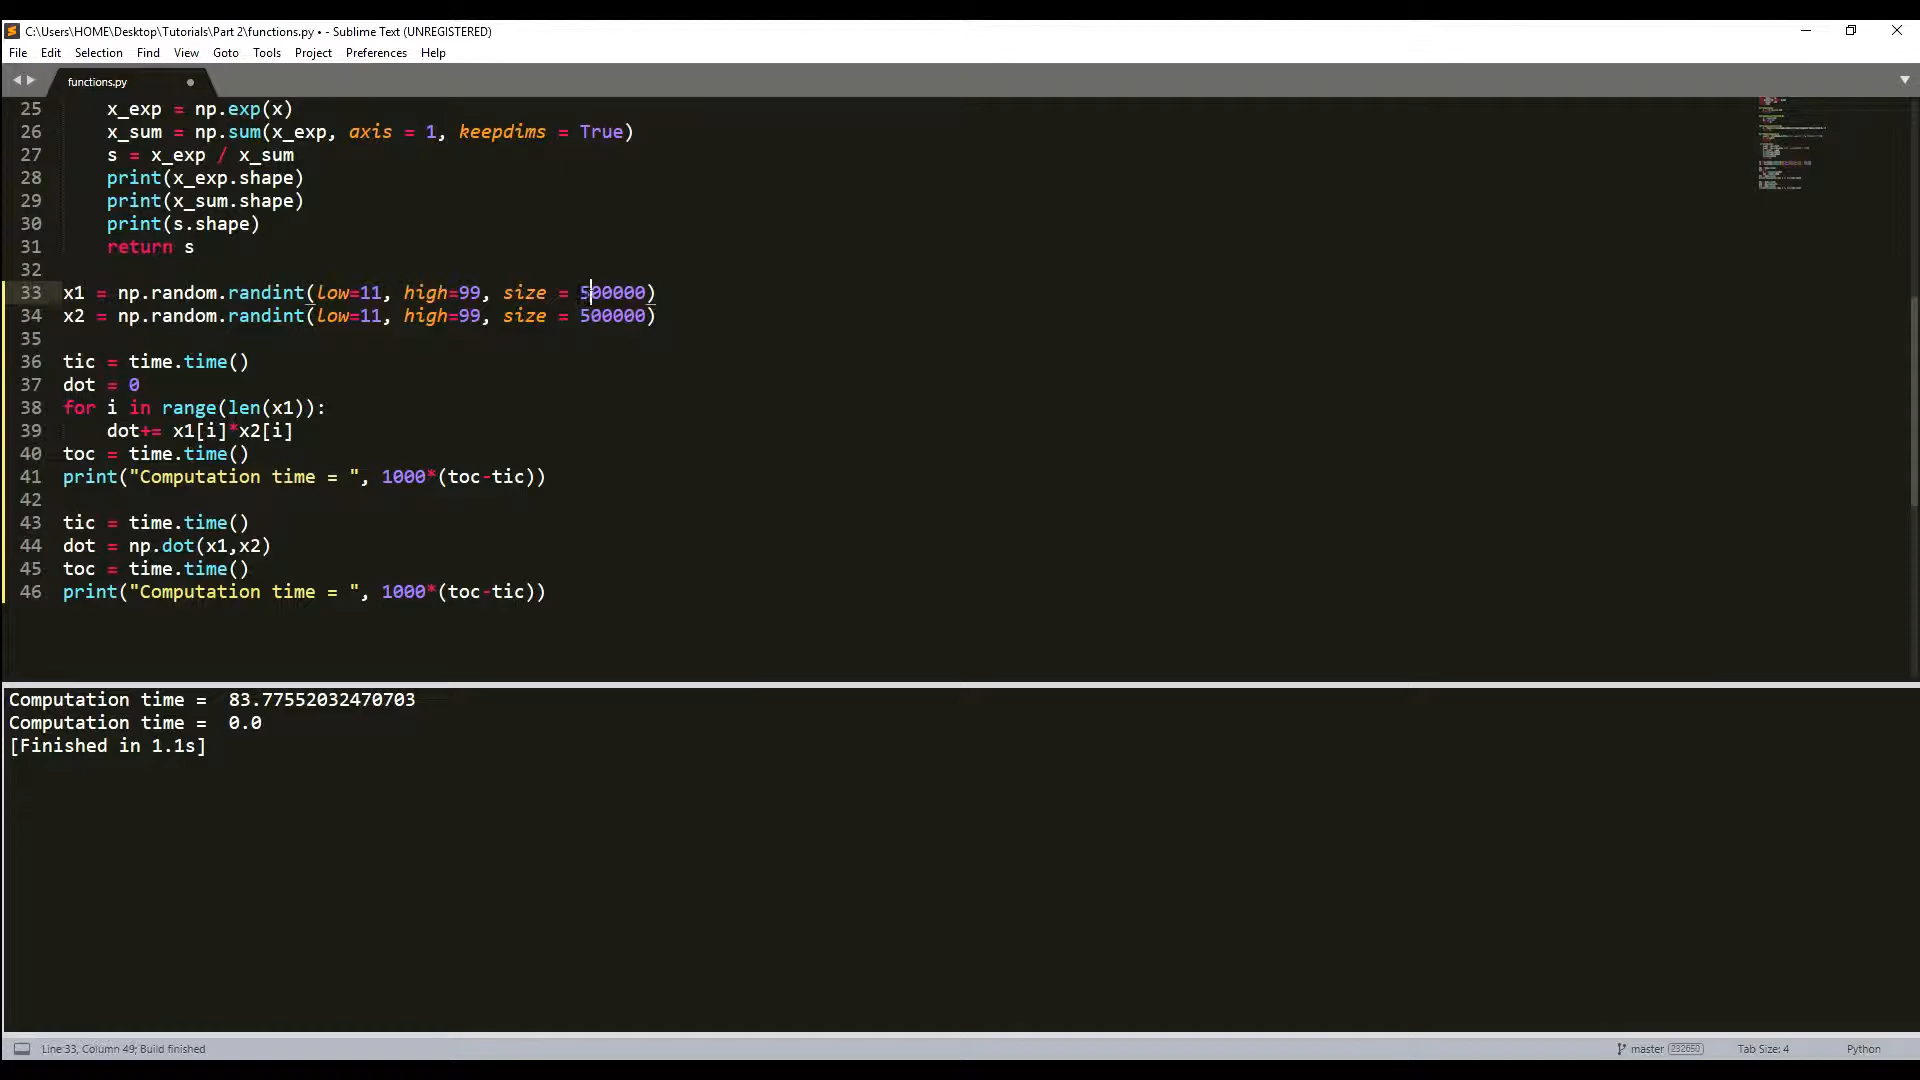 C:\Users\HOME\Desktop\Tutorials\Part 2\functions.py • - Sublime Text (UNREGISTERED)
File Edit Selection Find View Goto Tools Project Preferences Help
functions.py
25 x_exp = np.exp(x)
26 x_sum = np.sum(x_exp, axis = 1, keepdims = True)
27 s = x_exp / x_sum
28 print(x_exp.shape)
29 print(x_sum.shape)
30 print(s.shape)
31 return s
32
33 x1 = np.random.randint(low=11, high=99, size = 500000)
34 x2 = np.random.randint(low=11, high=99, size = 500000)
35
36 tic = time.time()
37 dot = 0
38 for i in range(len(x1)):
39 dot+= x1[i]*x2[i]
40 toc = time.time()
41 print("Computation time = ", 1000*(toc-tic))
42
43 tic = time.time()
44 dot = np.dot(x1,x2)
45 toc = time.time()
46 print("Computation time = ", 1000*(toc-tic))
Computation time =  83.77552032470703
Computation time =  0.0
[Finished in 1.1s]
Line 33, Column 49; Build finished master 232650 Tab Size: 4 Python